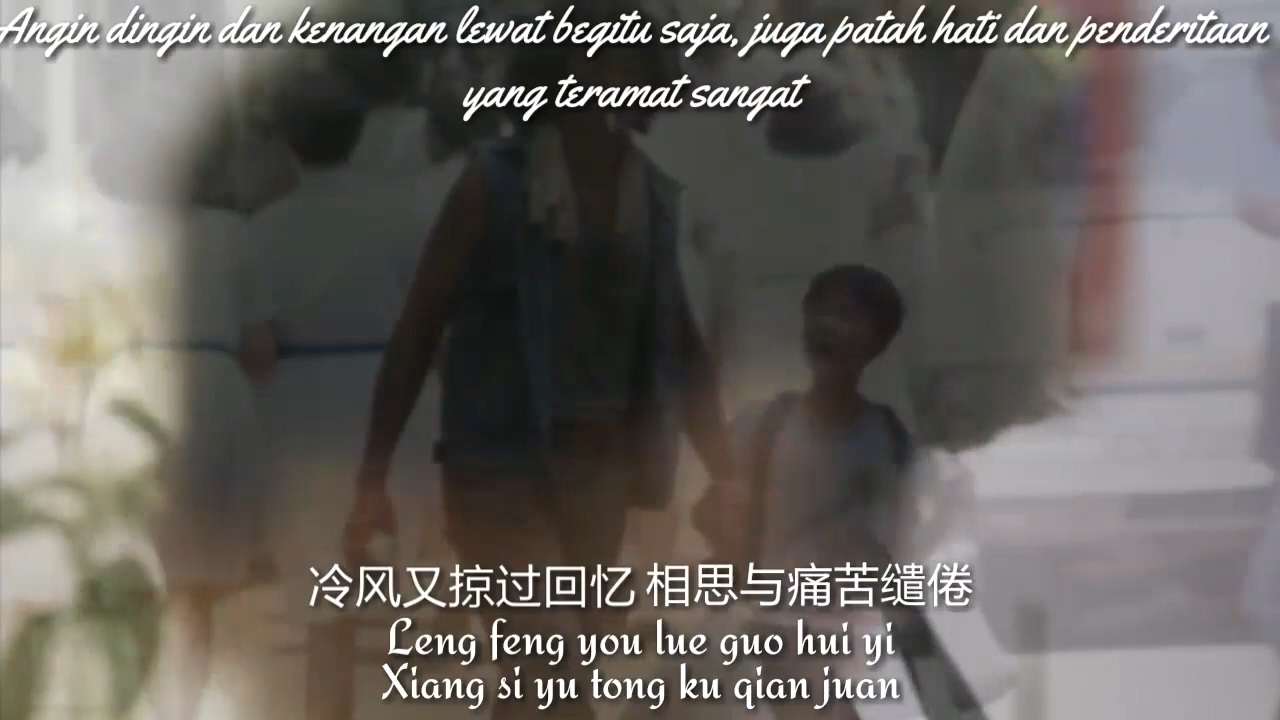 Angin dingin dan kenangan lewat begitu saja, juga patah hati dan penderitaan
yang teramat sangat
冷风又掠过回忆 相思与痛苦缱倦
Leng feng you lue guo hui yi
Xiang si yu tong ku qian juan